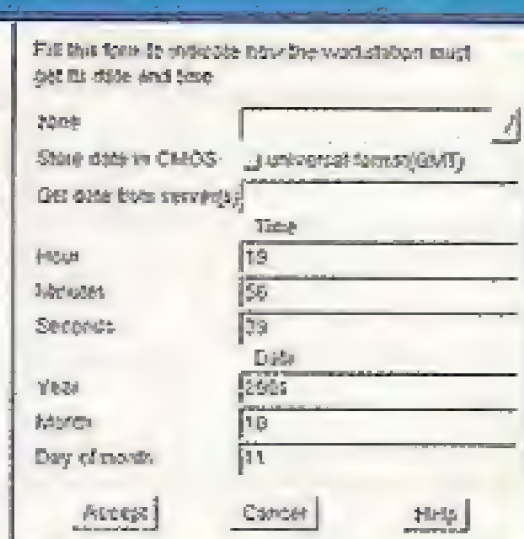 Fill this form to indicate how the workstation must
get its date and time
zone
Store date in CMOS universal format(GMT)
Get date from server(s)
Time
Hour 19
Minutes 56
Seconds 39
Date
Year
Month 10
Day of month 11
Accept Cancel Help